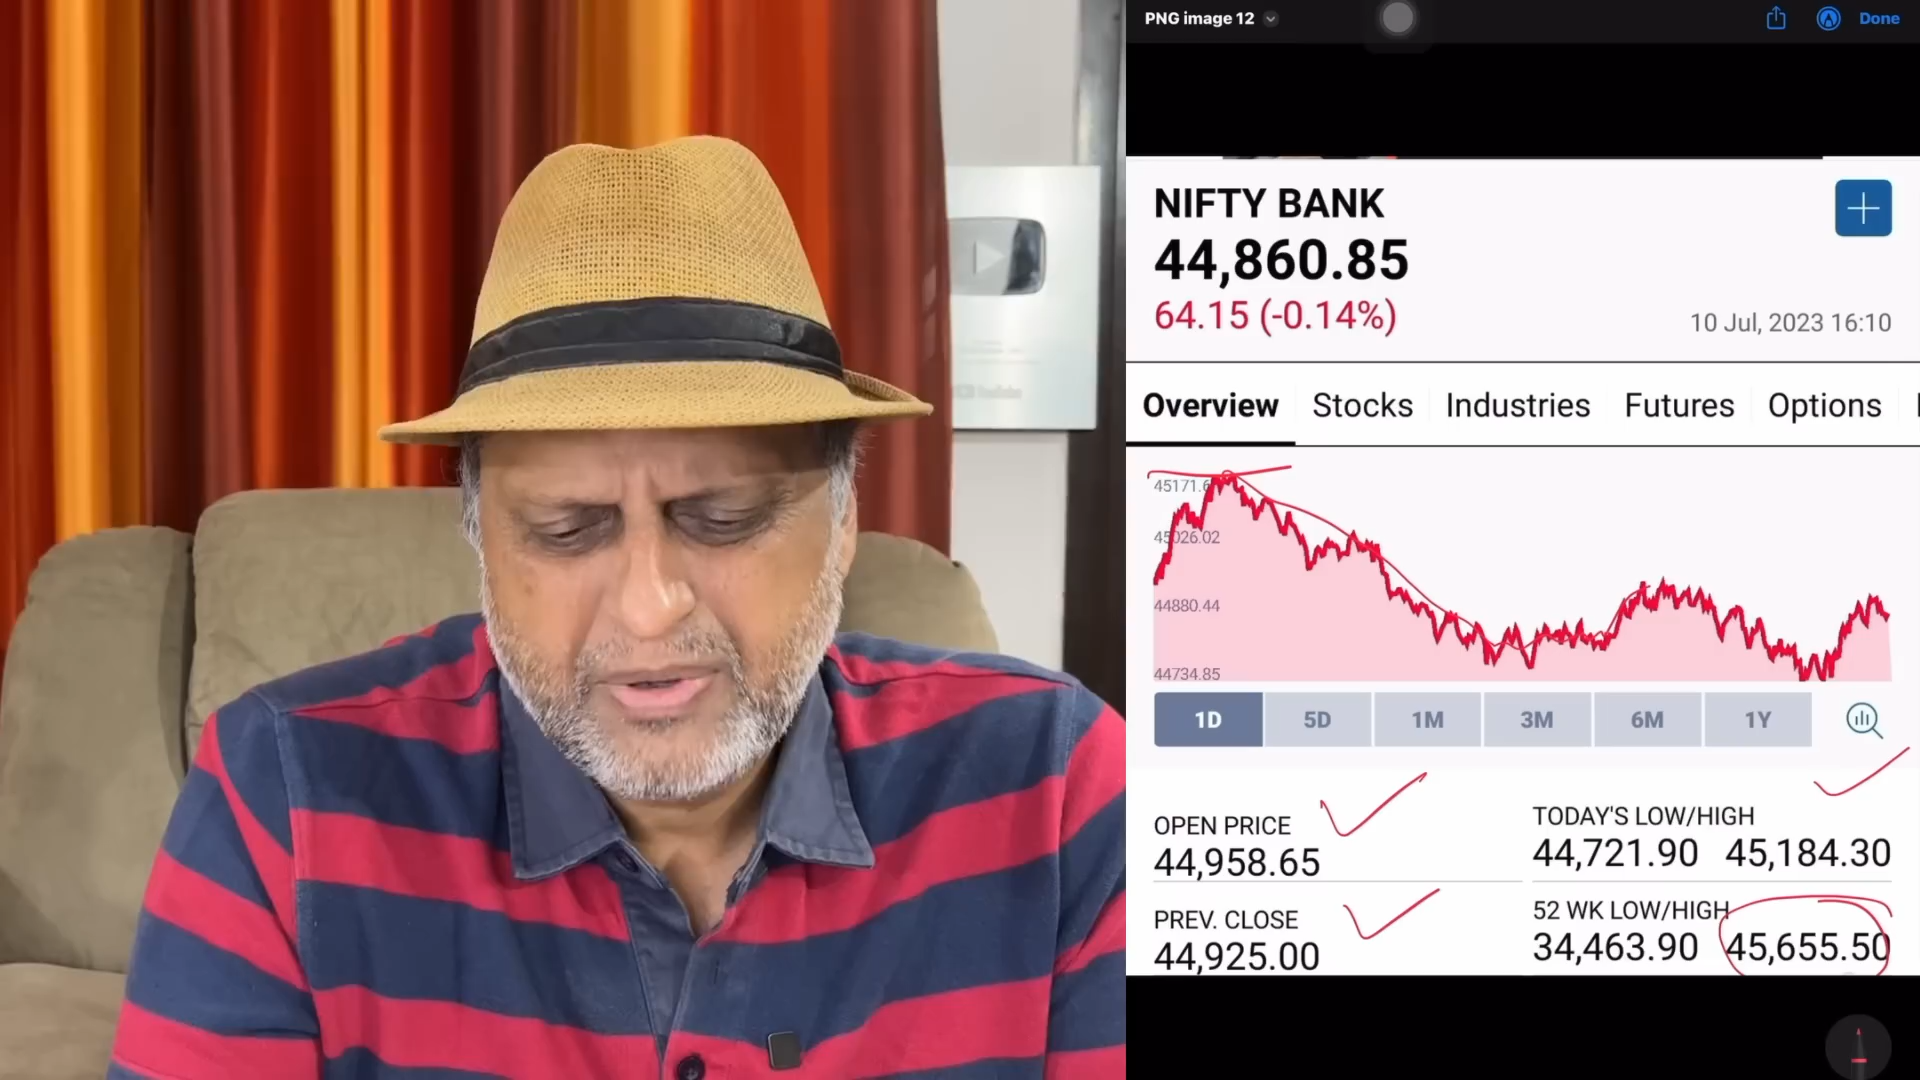 PNG image 12
Done
NIFTY BANK
44,860.85
64.15 (-0.14%)
10 Jul, 2023 16:10
Overview Stocks Industries Futures Options
45026.02
44880.44
44734.85
1D 5D 1M 3M 6M 1Y
OPEN PRICE
44,958.65
TODAY'S LOW/HIGH
44,721.90 45,184.30
PREV. CLOSE
44,925.00
52 WK LOW/HIGH
34,463.90 45,655.50